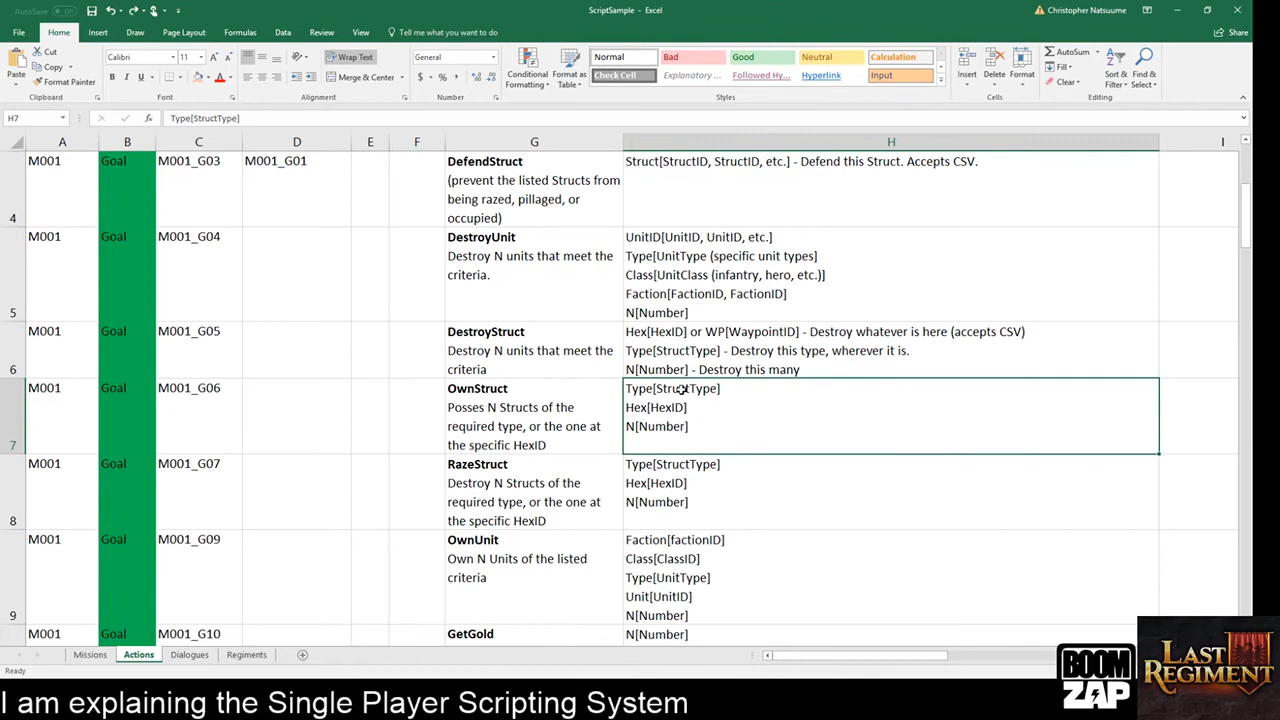 AutoSave Off
ScriptSample - Excel
Christopher Natsuume
File Home Insert Draw Page Layout Formulas Data Review View Tell me what you want to do
Share
Paste
Cut
Copy
Format Painter
Clipboard
Calibri 11
B I U
Font
Wrap Text
Merge & Center
Alignment
General
$ % ,
Number
Conditional Formatting
Format as Table
Normal Bad Good Neutral Calculation
Check Cell Explanatory ... Followed Hy... Hyperlink Input
Styles
Insert Delete Format
Cells
AutoSum
Fill
Clear
Sort & Filter
Find & Select
Editing
H7
fx
Type[StructType]
A B C D E F G H I
4
M001 Goal M001_G03 M001_G01
DefendStruct
(prevent the listed Structs from
being razed, pillaged, or
occupied)
Struct[StructID, StructID, etc.] - Defend this Struct. Accepts CSV.
5
M001 Goal M001_G04
DestroyUnit
Destroy N units that meet the
criteria.
UnitID[UnitID, UnitID, etc.]
Type[UnitType (specific unit types]
Class[UnitClass (infantry, hero, etc.)]
Faction[FactionID, FactionID]
N[Number]
6
M001 Goal M001_G05
DestroyStruct
Destroy N units that meet the
criteria
Hex[HexID] or WP[WaypointID] - Destroy whatever is here (accepts CSV)
Type[StructType] - Destroy this type, wherever it is.
N[Number] - Destroy this many
7
M001 Goal M001_G06
OwnStruct
Posses N Structs of the
required type, or the one at
the specific HexID
Type[StructType]
Hex[HexID]
N[Number]
8
M001 Goal M001_G07
RazeStruct
Destroy N Structs of the
required type, or the one at
the specific HexID
Type[StructType]
Hex[HexID]
N[Number]
9
M001 Goal M001_G09
OwnUnit
Own N Units of the listed
criteria
Faction[factionID]
Class[ClassID]
Type[UnitType]
Unit[UnitID]
N[Number]
M001 Goal M001_G10
GetGold
N[Number]
Missions Actions Dialogues Regiments
Ready
BOOM
ZAP
LAST
REGIMENT
I am explaining the Single Player Scripting System